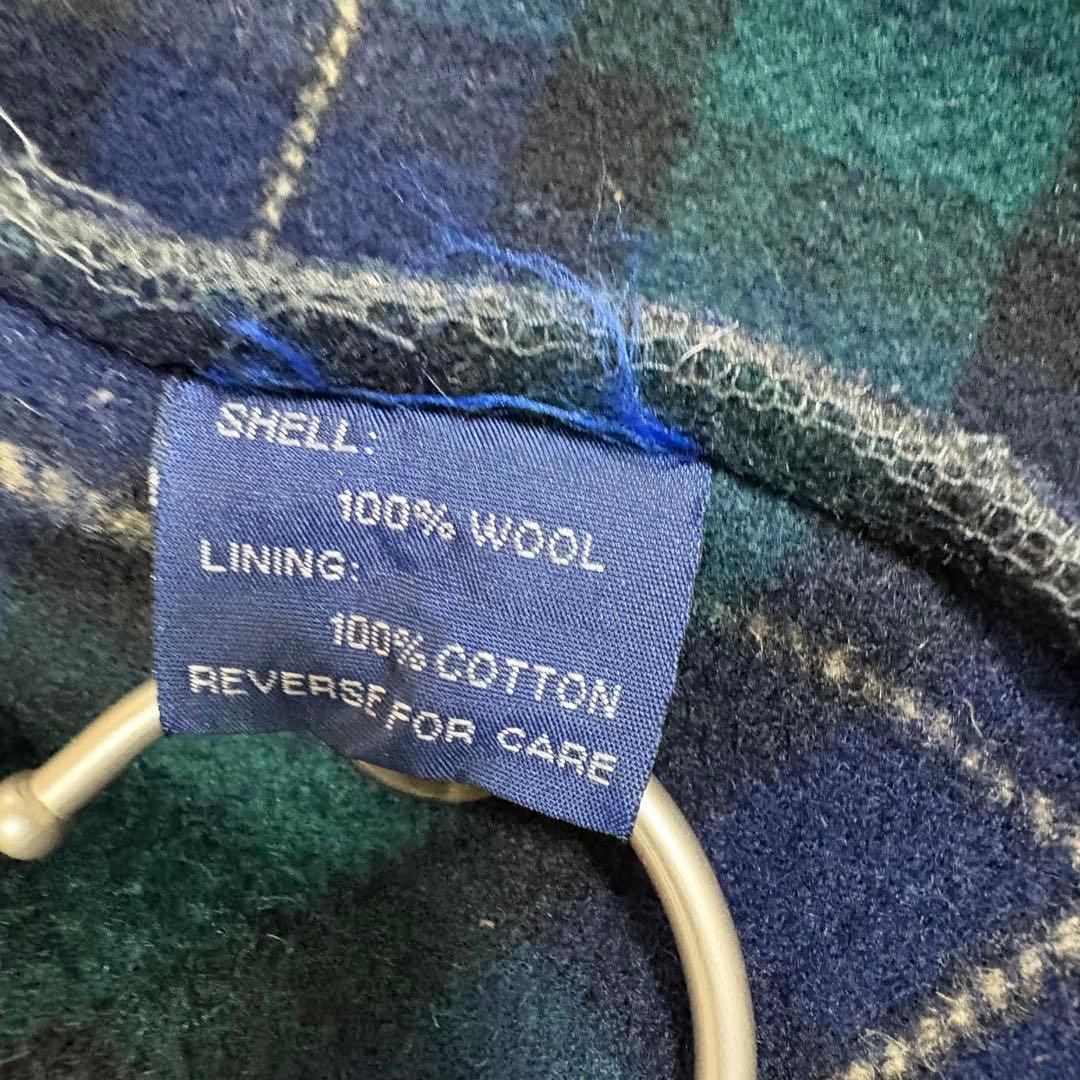 SHELL:
100% WOOL
LINING:
100% COTTON
REVERSE FOR CARE